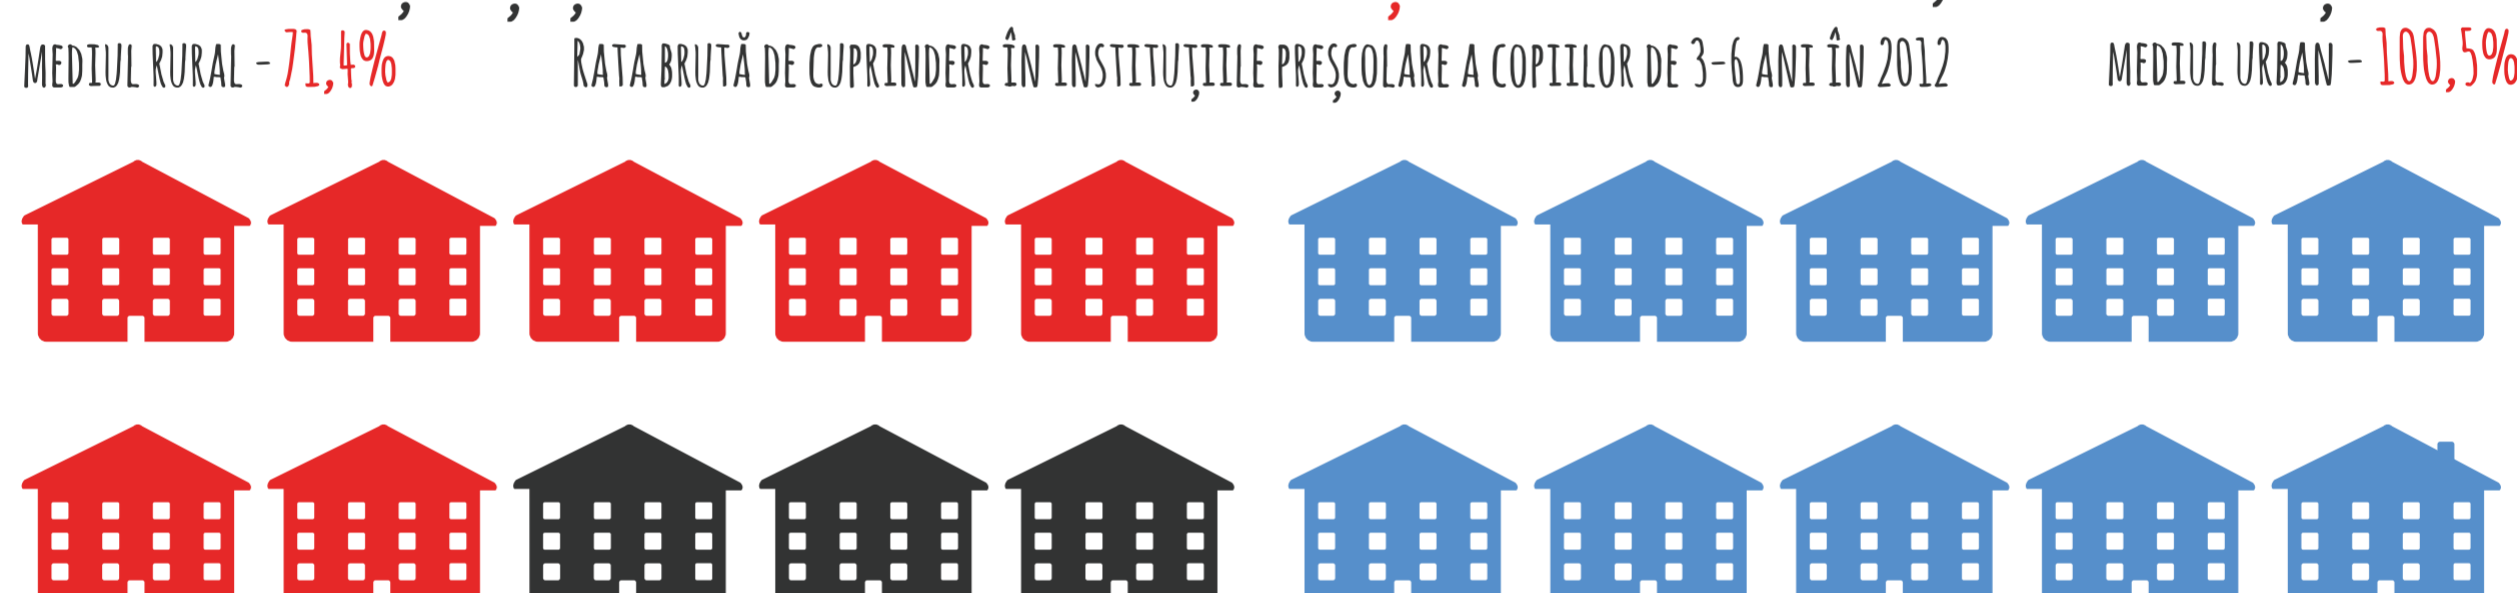 MEDIUL RURAL - 71,4% RATA BRUTĂ DE CUPRINDERE ÎN INSTITUȚIILE PREȘCOLARE A COPIILOR DE 3-6 ANI ÎN 2012 MEDIUL URBAN - 100,5%